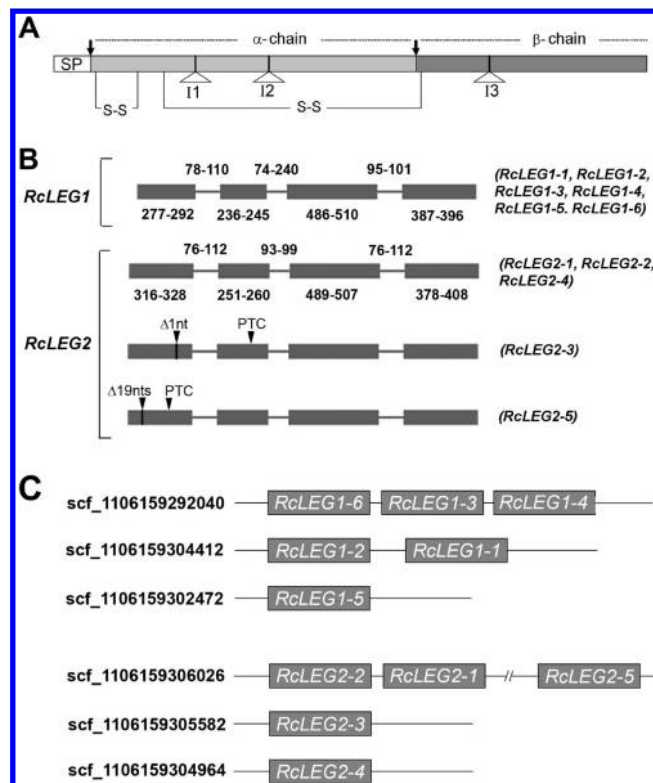 A
α- chain
β- chain
SP
I1
I2
I3
S-S
S-S
B
RcLEG1
78-110
74-240
95-101
277-292
236-245
486-510
387-396
(RcLEG1-1, RcLEG1-2,
RcLEG1-3, RcLEG1-4,
RcLEG1-5. RcLEG1-6)
RcLEG2
76-112
93-99
76-112
316-328
251-260
489-507
378-408
(RcLEG2-1, RcLEG2-2,
RcLEG2-4)
Δ1nt
PTC
(RcLEG2-3)
Δ19nts
PTC
(RcLEG2-5)
C
scf_1106159292040
RcLEG1-6
RcLEG1-3
RcLEG1-4
scf_1106159304412
RcLEG1-2
RcLEG1-1
scf_1106159302472
RcLEG1-5
scf_1106159306026
RcLEG2-2
RcLEG2-1
//
RcLEG2-5
scf_1106159305582
RcLEG2-3
scf_1106159304964
RcLEG2-4